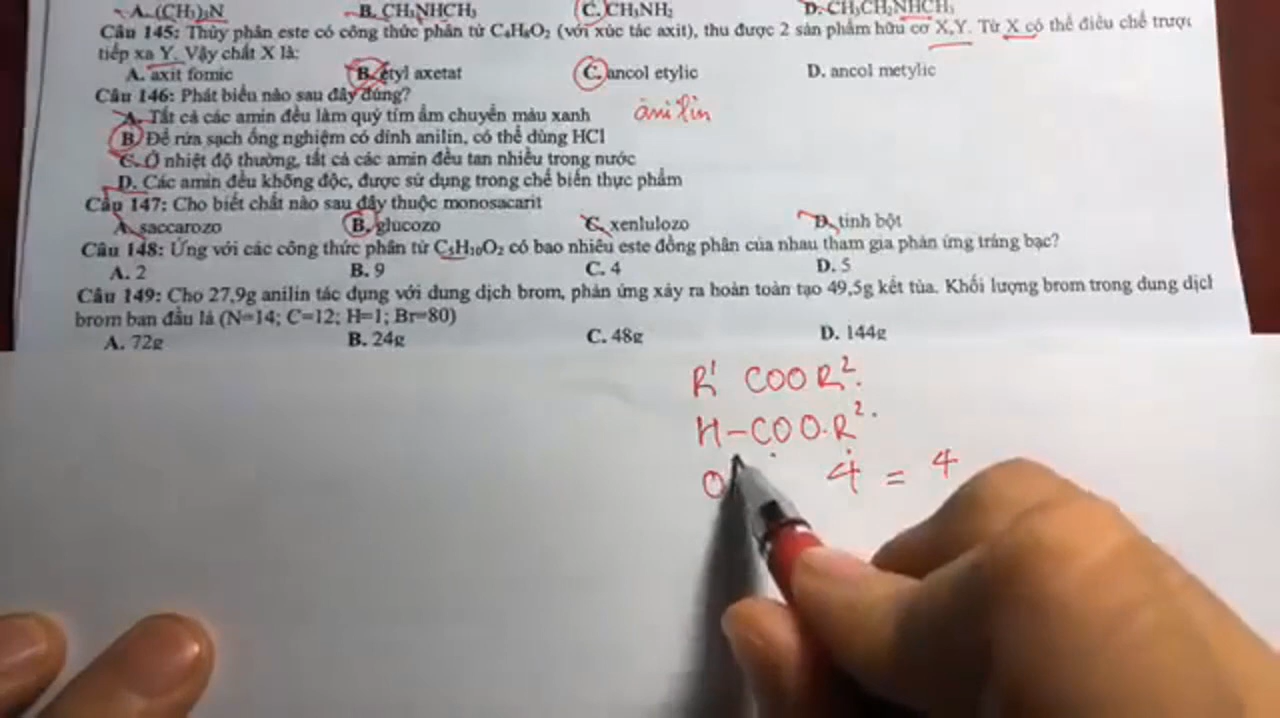 A. (CH₃)₃N B. CH₃NHCH₃ C. CH₃NH₂ D. CH₃CH₂NHCH₃
Câu 145: Thủy phân este có công thức phân tử C₄H₈O₂ (với xúc tác axit), thu được 2 sản phẩm hữu cơ X,Y. Từ X có thể điều chế trược
tiếp xa Y. Vậy chất X là:
A. axit fomic B. etyl axetat C. ancol etylic D. ancol metylic
Câu 146: Phát biểu nào sau đây đúng?
A. Tất cả các amin đều làm quỳ tím ẩm chuyển màu xanh anilin
B. Để rửa sạch ống nghiệm có dính anilin, có thể dùng HCl
C. Ở nhiệt độ thường, tất cả các amin đều tan nhiều trong nước
D. Các amin đều không độc, được sử dụng trong chế biến thực phẩm
Câu 147: Cho biết chất nào sau đây thuộc monosacarit
A. saccarozo B. glucozo C. xenlulozo D. tinh bột
Câu 148: Ứng với các công thức phân tử C₅H₁₀O₂ có bao nhiêu este đồng phân của nhau tham gia phản ứng tráng bạc?
A. 2 B. 9 C. 4 D. 5
Câu 149: Cho 27,9g anilin tác dụng với dung dịch brom, phản ứng xảy ra hoàn toàn tạo 49,5g kết tủa. Khối lượng brom trong dung dịch
brom ban đầu là (N=14; C=12; H=1; Br=80)
A. 72g B. 24g C. 48g D. 144g
R¹ COO R².
H-COO.R².
0 4 = 4